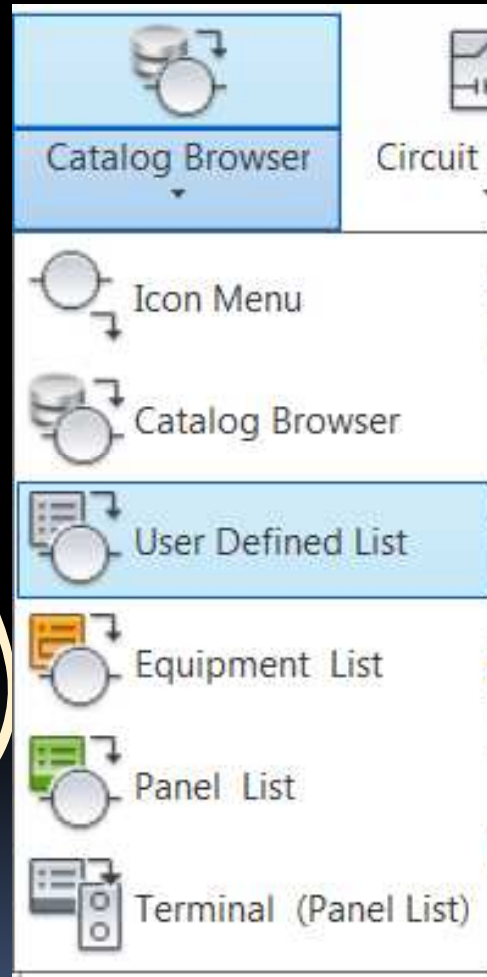 Catalog Browser
Circuit
Icon Menu
Catalog Browser
User Defined List
Equipment List
Panel List
Terminal (Panel List)